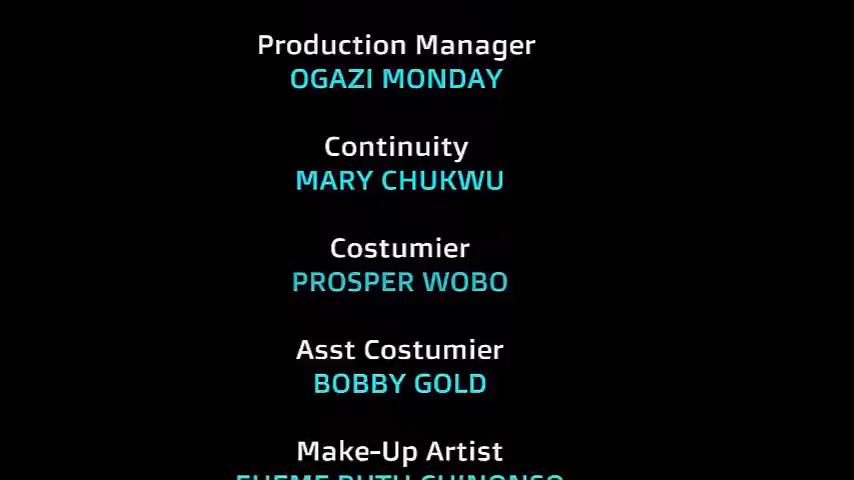 Production Manager
OGAZI MONDAY
Continuity
MARY CHUKWU
Costumier
PROSPER WOBO
Asst Costumier
BOBBY GOLD
Make-Up Artist